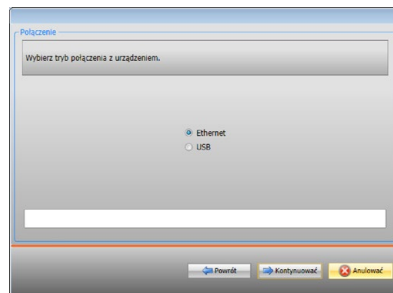 Połączenie
Wybierz tryb połączenia z urządzeniem.
Ethernet
USB
Powrót
Kontynuować
Anulować